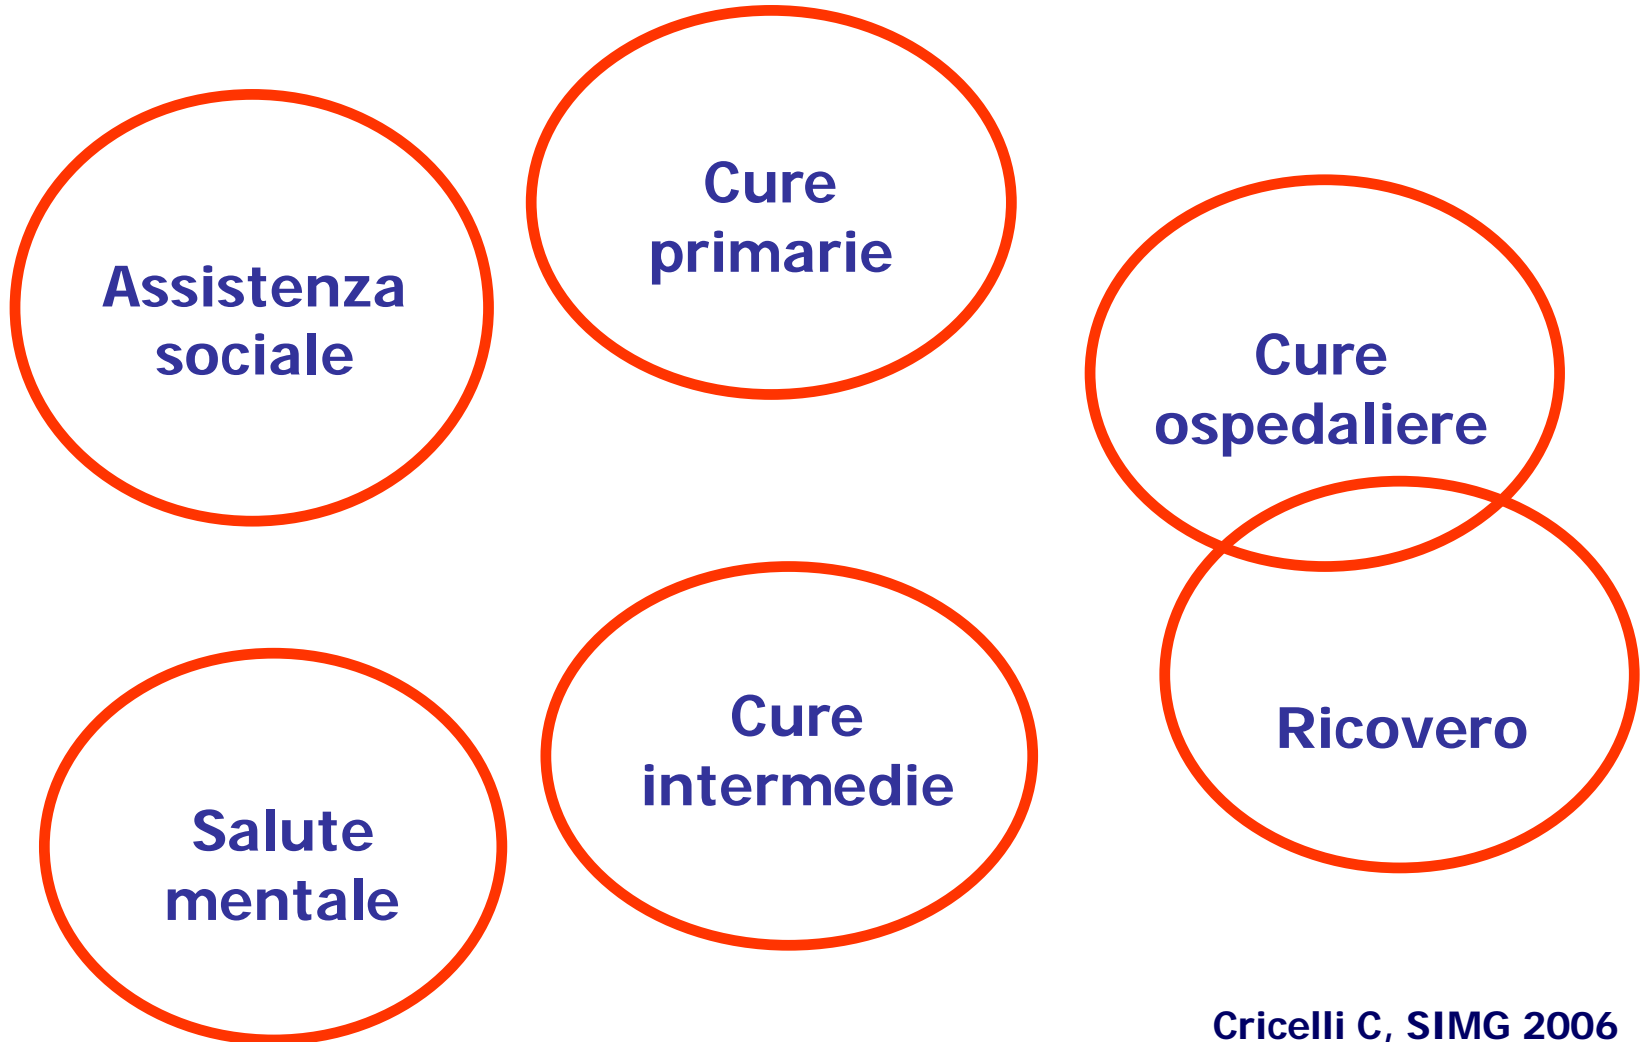 Cure
primarie
Assistenza
sociale
Cure
ospedaliere
Cure
intermedie
Ricovero
Salute
mentale
Cricelli C, SIMG 2006